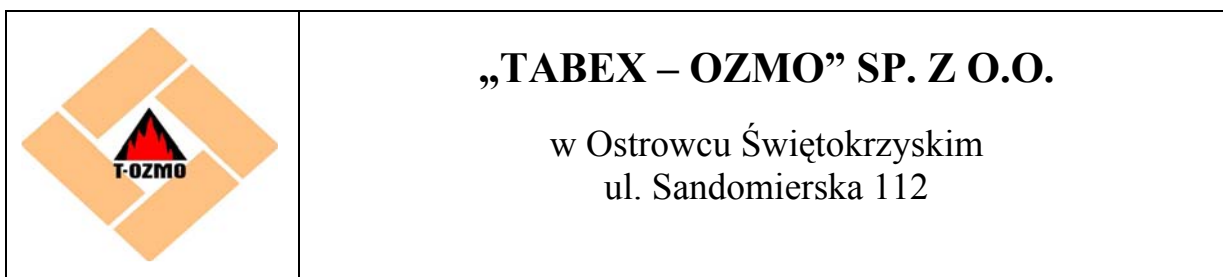 T-OZMO
„TABEX – OZMO” SP. Z O.O.
w Ostrowcu Świętokrzyskim
ul. Sandomierska 112